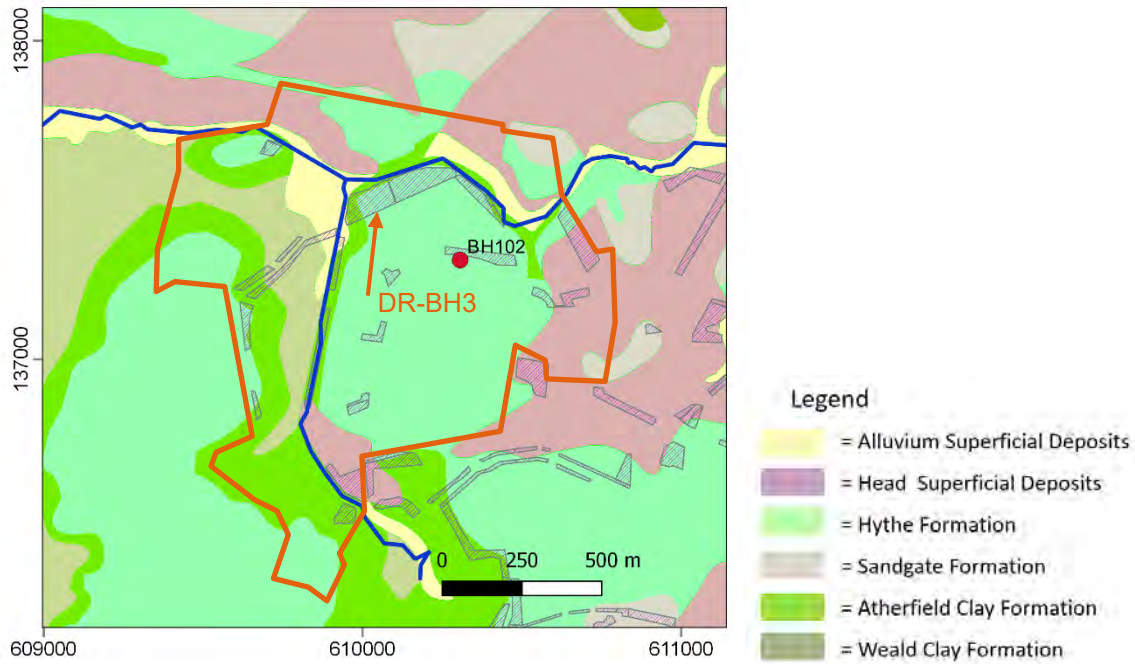 138000
BH102
DR-BH3
137000
0 250 500 m
609000 610000 611000
Legend
= Alluvium Superficial Deposits
= Head Superficial Deposits
= Hythe Formation
= Sandgate Formation
= Atherfield Clay Formation
= Weald Clay Formation